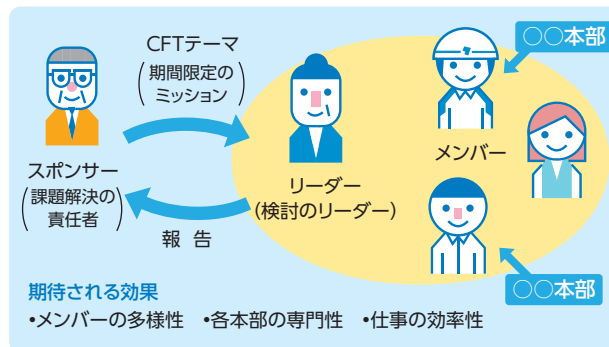 CFTテーマ
(期間限定の
ミッション)
○○本部
スポンサー
(課題解決の
責任者)
リーダー
(検討のリーダー)
メンバー
報 告
○○本部
期待される効果
•メンバーの多様性 •各本部の専門性 •仕事の効率性